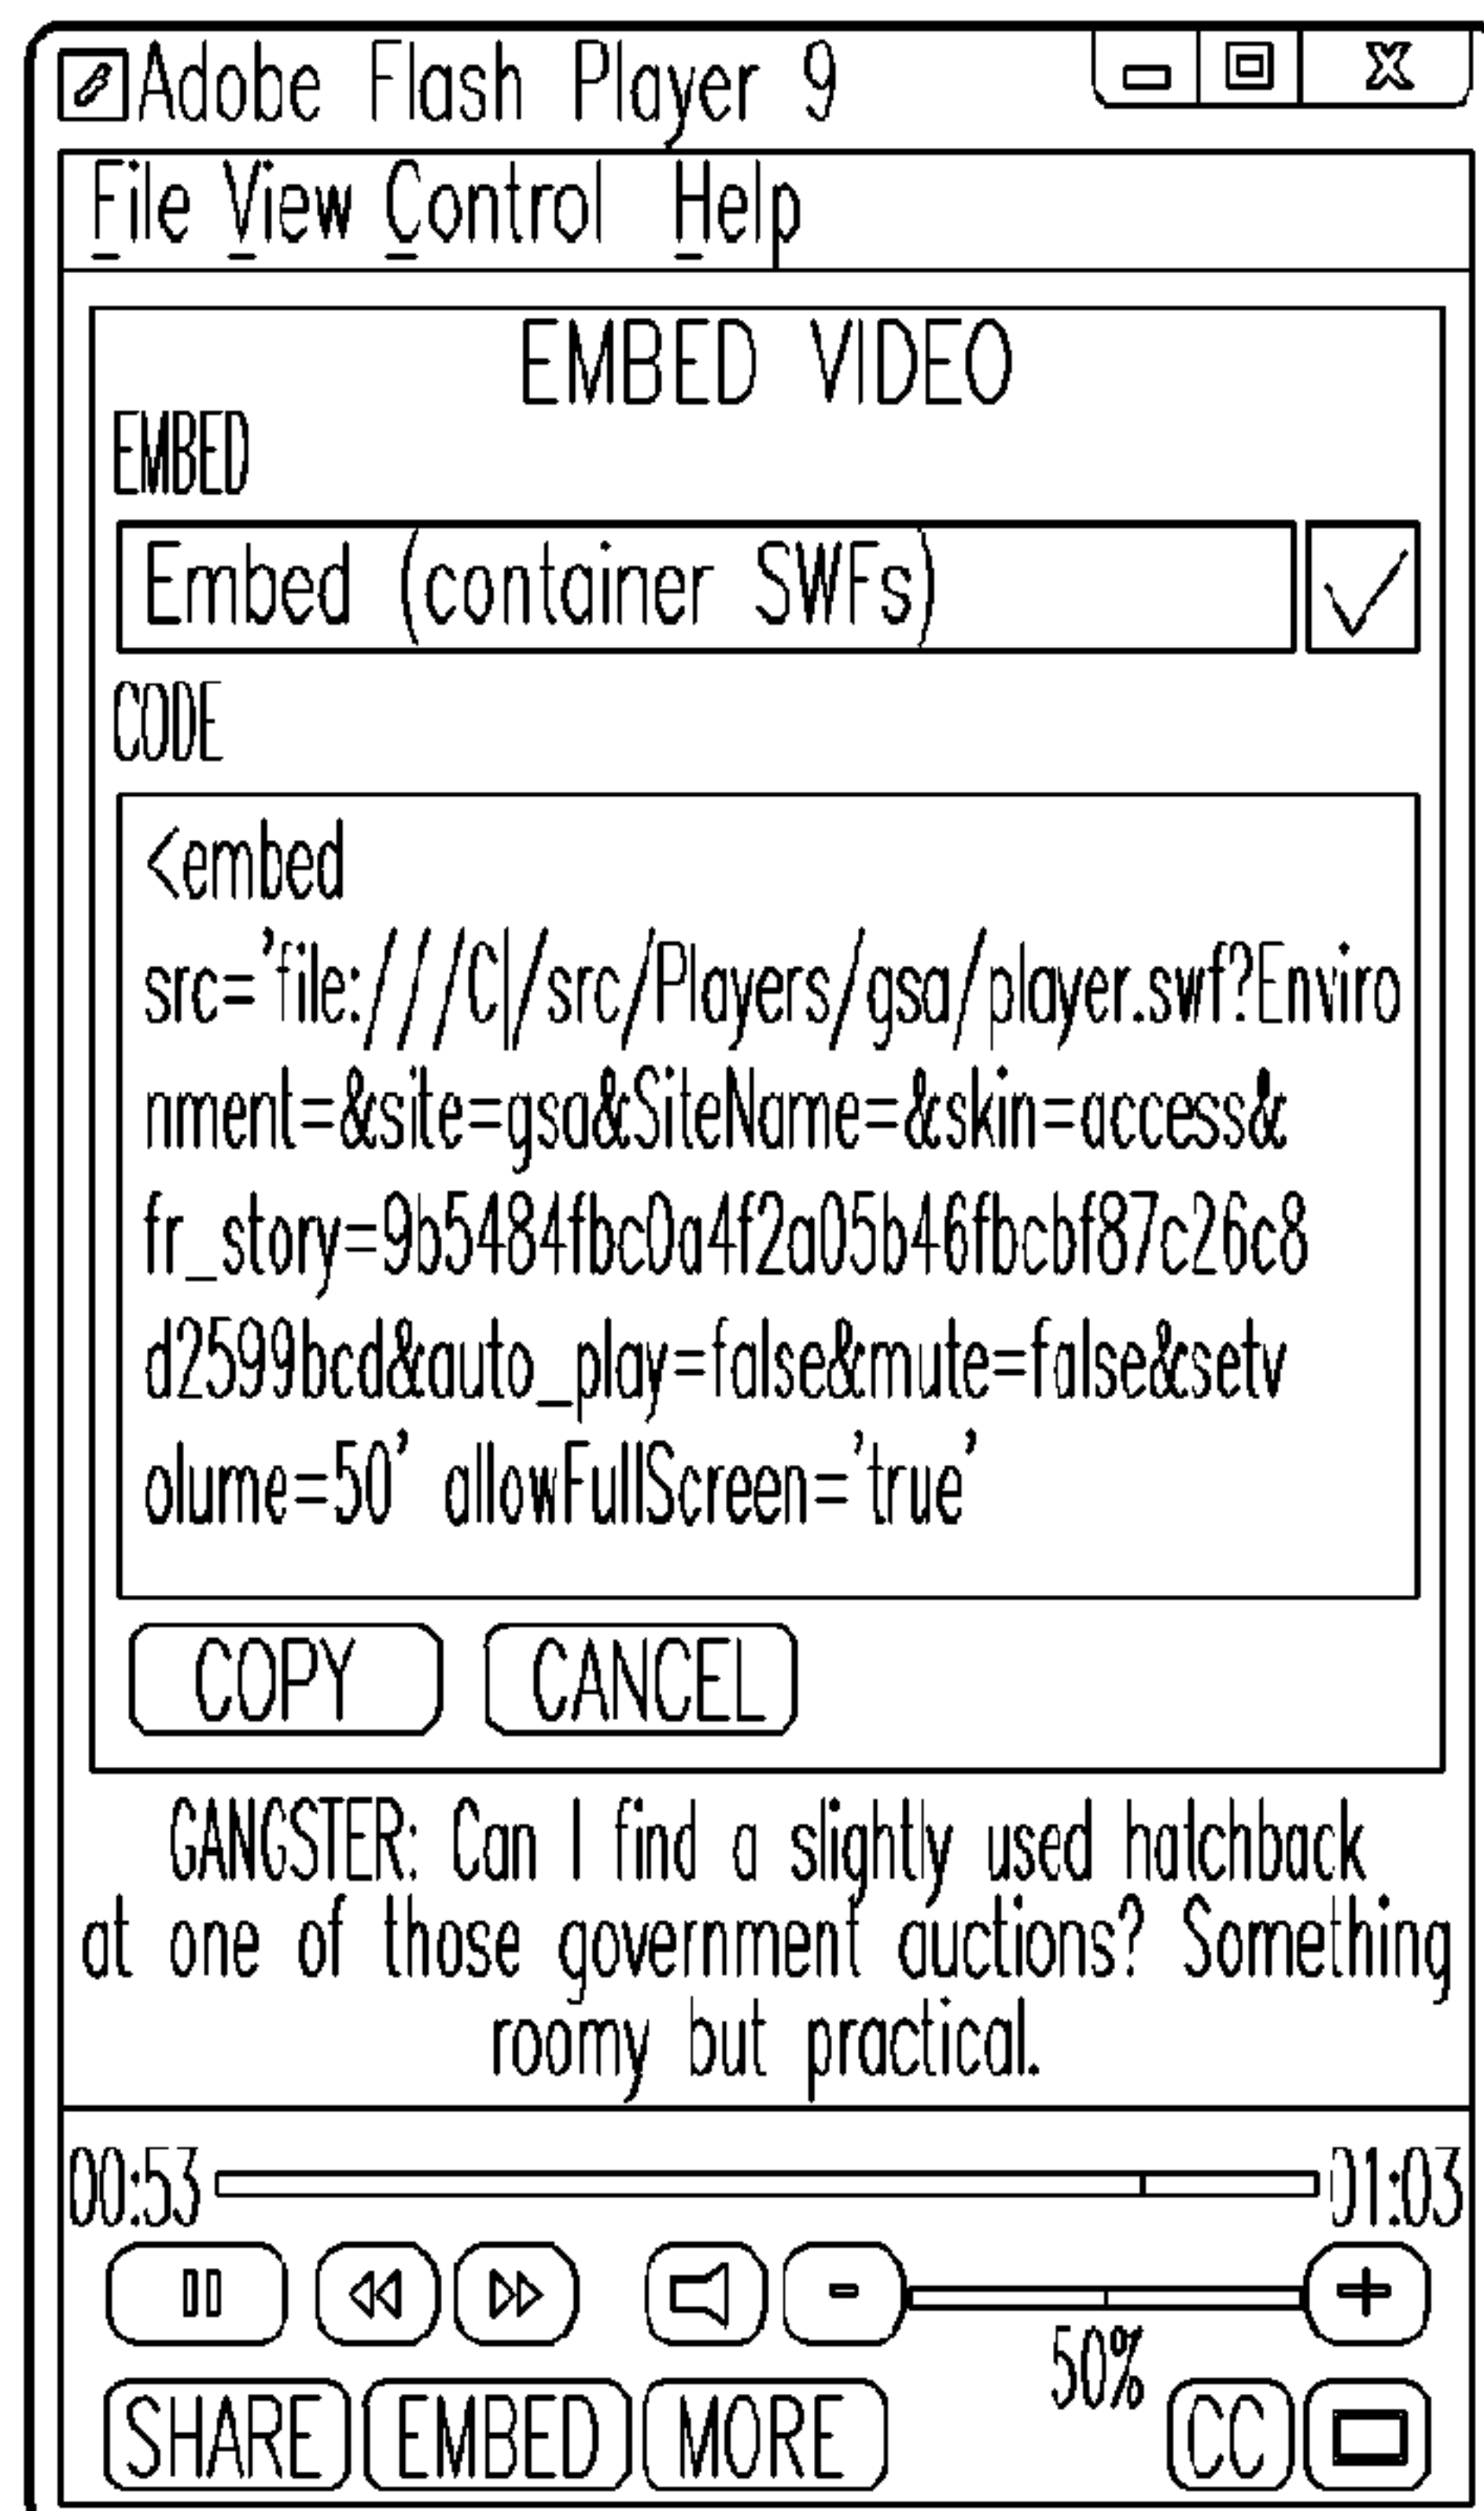 Adobe Flash Player 9
File View Control Help
EMBED VIDEO
EMBED
Embed (container SWFs)
CODE
<embed
src='file:///C|/src/Players/gsa/player.swf?Enviro
nment=&site=gsa&SiteName=&skin=access&
fr_story=9b5484fbc0a4f2a05b46fbcbf87c26c8
d2599bcd&auto_play=false&mute=false&setv
olume=50' allowFullScreen='true'
COPY CANCEL
GANGSTER: Can I find a slightly used hatchback
at one of those government auctions? Something
roomy but practical.
00:53 01:03
50%
SHARE EMBED MORE CC